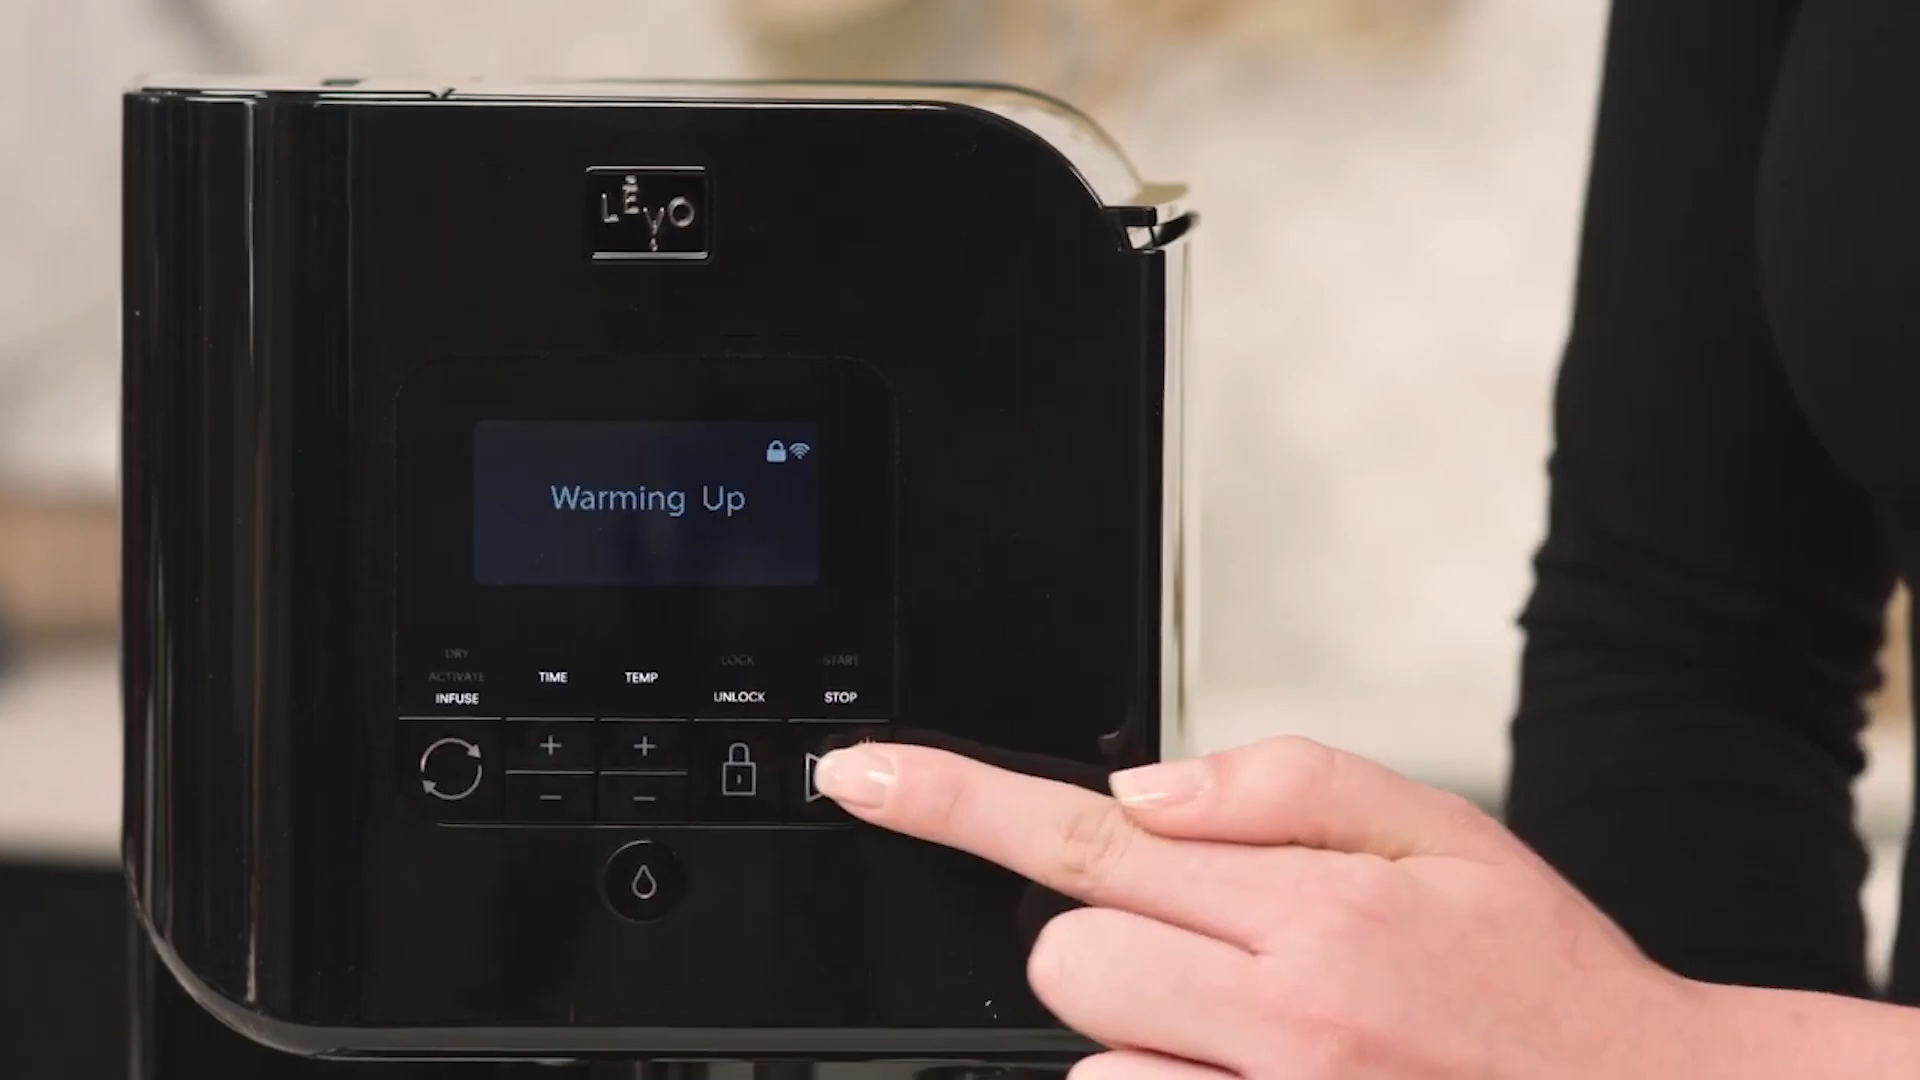 LĒVO
Warming Up
DRY
ACTIVATE
INFUSE
TIME
TEMP
LOCK
UNLOCK
START
STOP